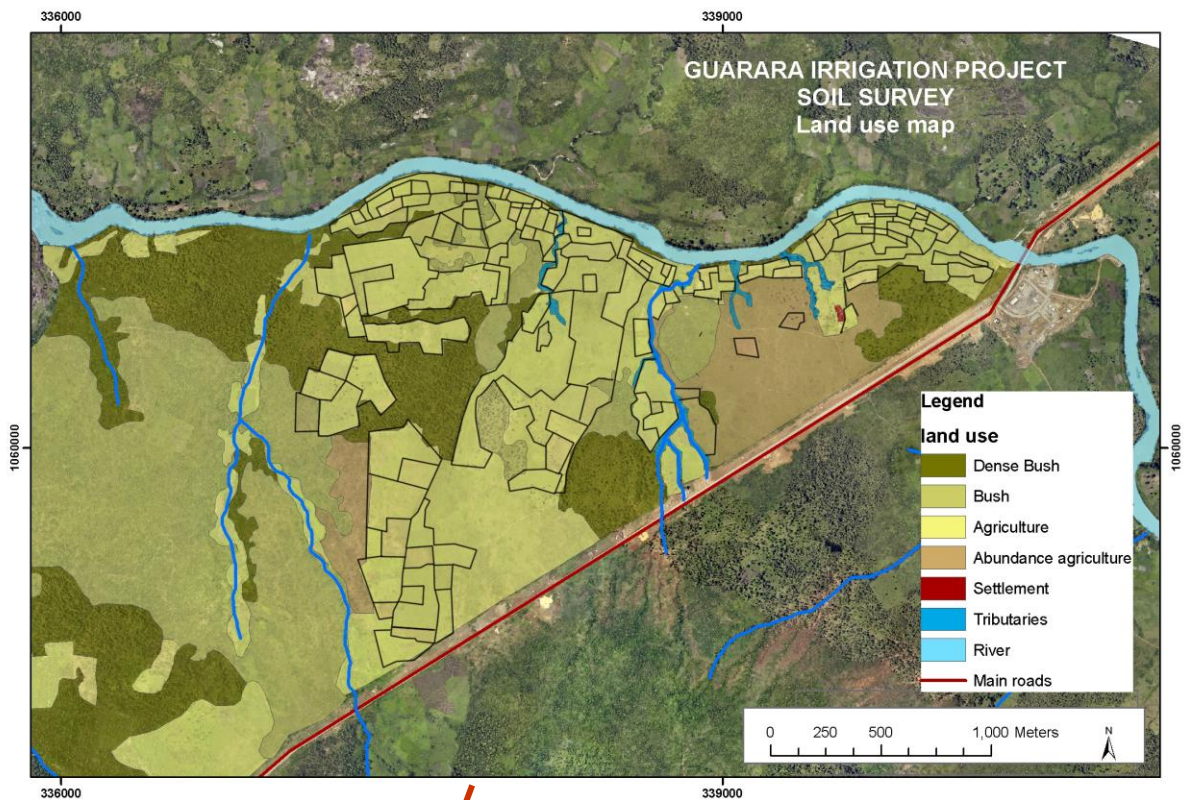 336000
339000
GUARARA IRRIGATION PROJECT
SOIL SURVEY
Land use map
1060000
1060000
Legend
land use
Dense Bush
Bush
Agriculture
Abundance agriculture
Settlement
Tributaries
River
Main roads
0 250 500 1,000 Meters
N
336000
339000